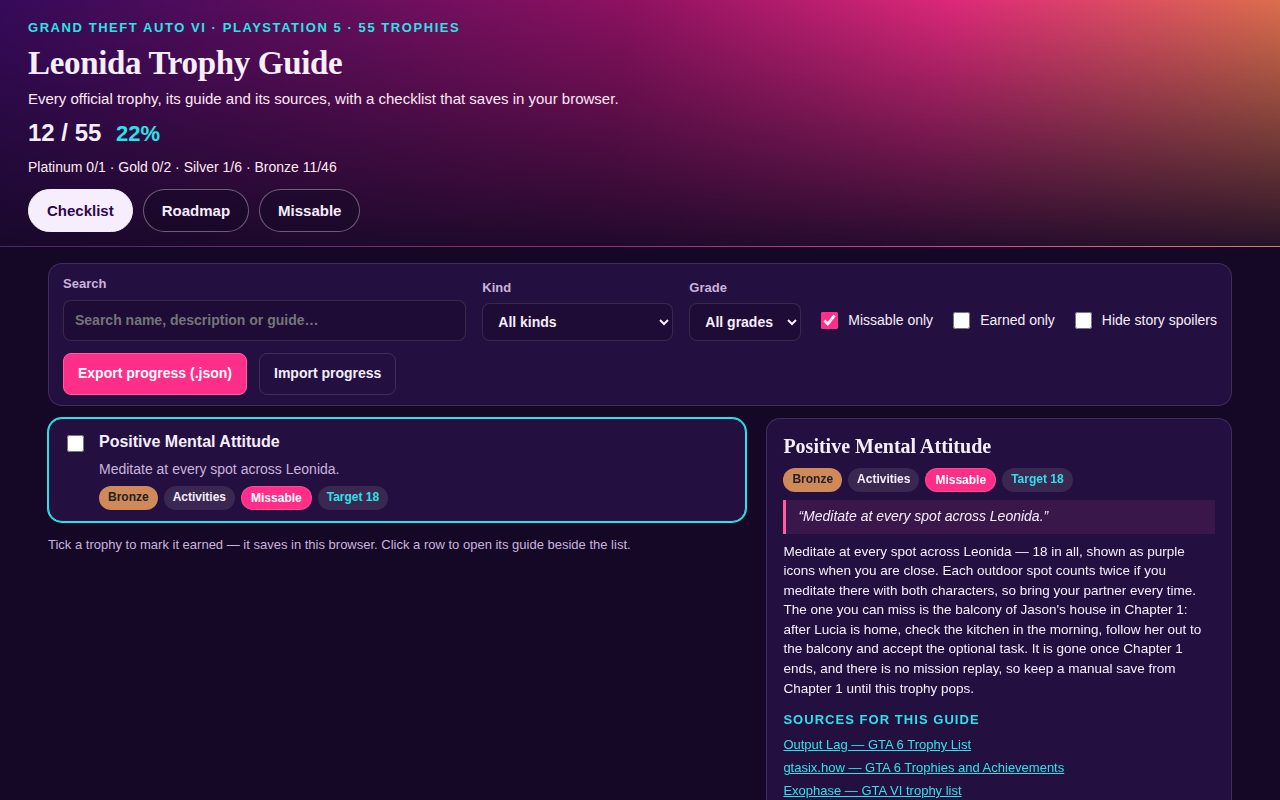 GRAND THEFT AUTO VI · PLAYSTATION 5 · 55 TROPHIES
Leonida Trophy Guide
Every official trophy, its guide and its sources, with a checklist that saves in your browser.
12 / 55 22%
Platinum 0/1 · Gold 0/2 · Silver 1/6 · Bronze 11/46
Checklist Roadmap Missable
Search Kind Grade
Search name, description or guide… All kinds All grades Missable only Earned only Hide story spoilers
Export progress (.json) Import progress
Positive Mental Attitude
Meditate at every spot across Leonida.
Bronze Activities Missable Target 18
Tick a trophy to mark it earned — it saves in this browser. Click a row to open its guide beside the list.
Positive Mental Attitude
Bronze Activities Missable Target 18
“Meditate at every spot across Leonida.”
Meditate at every spot across Leonida — 18 in all, shown as purple
icons when you are close. Each outdoor spot counts twice if you
meditate there with both characters, so bring your partner every time.
The one you can miss is the balcony of Jason's house in Chapter 1:
after Lucia is home, check the kitchen in the morning, follow her out to
the balcony and accept the optional task. It is gone once Chapter 1
ends, and there is no mission replay, so keep a manual save from
Chapter 1 until this trophy pops.
SOURCES FOR THIS GUIDE
Output Lag — GTA 6 Trophy List
gtasix.how — GTA 6 Trophies and Achievements
Exophase — GTA VI trophy list